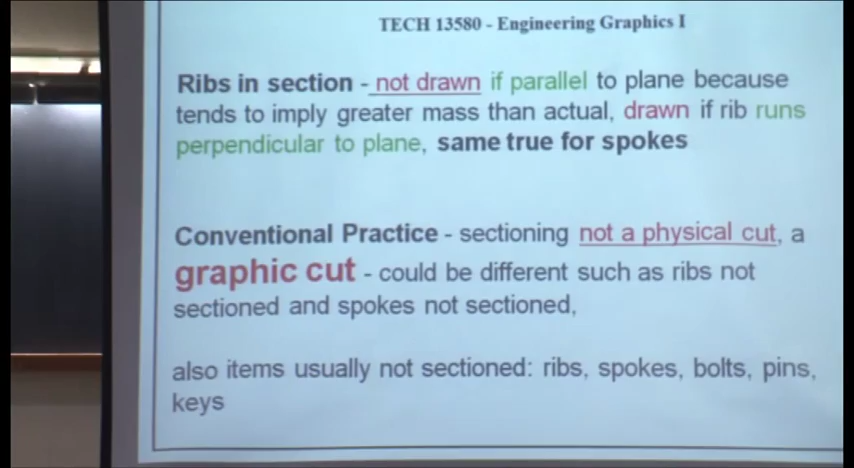 TECH 13580 - Engineering Graphics I
Ribs in section - not drawn if parallel to plane because
tends to imply greater mass than actual, drawn if rib runs
perpendicular to plane, same true for spokes
Conventional Practice - sectioning not a physical cut, a
graphic cut - could be different such as ribs not
sectioned and spokes not sectioned,
also items usually not sectioned: ribs, spokes, bolts, pins,
keys